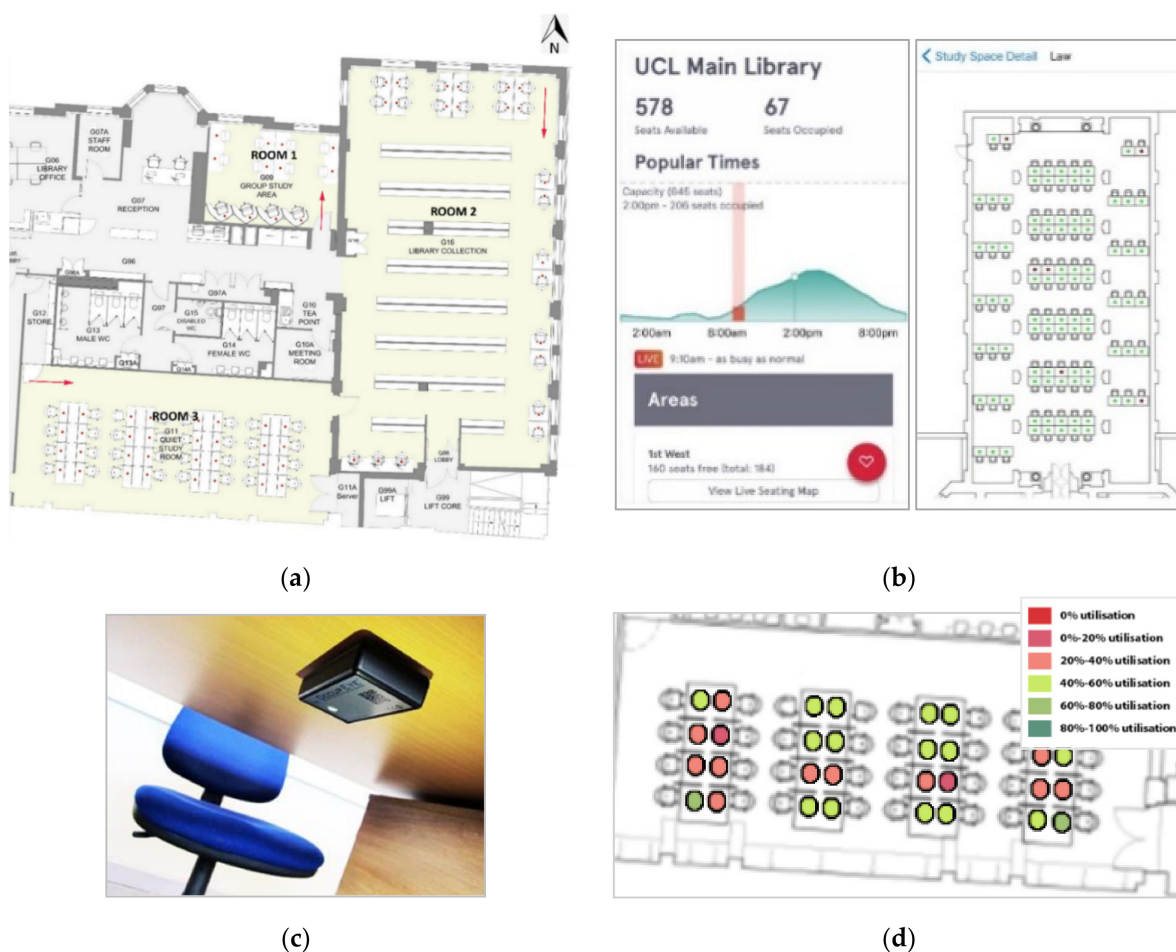 N
G07A
STAFF
ROOM
G06
LIBRARY
OFFICE
ROOM 1
G09
GROUP STUDY
AREA
G07
RECEPTION
ROOM 2
G16
LIBRARY COLLECTION
G96
G98A
G97A
G12
STORE
G97
G13
MALE WC
G15
DISABLED
WC
G14
FEMALE WC
G10
TEA
POINT
G10A
MEETING
ROOM
G13A
G14A
ROOM 3
G11
QUIET
STUDY
ROOM
G98
LOBBY
G11A
Server
G99A
LIFT
G99
LIFT CORE
(a)
UCL Main Library
578
67
Seats Available
Seats Occupied
Popular Times
Capacity (645 seats)
2:00pm - 206 seats occupied
2:00am
8:00am
2:00pm
8:00pm
LIVE 9:10am - as busy as normal
Areas
1st West
160 seats free (total: 184)
View Live Seating Map
Study Space Detail Law
(b)
(c)
0% utilisation
0%-20% utilisation
20%-40% utilisation
40%-60% utilisation
60%-80% utilisation
80%-100% utilisation
(d)